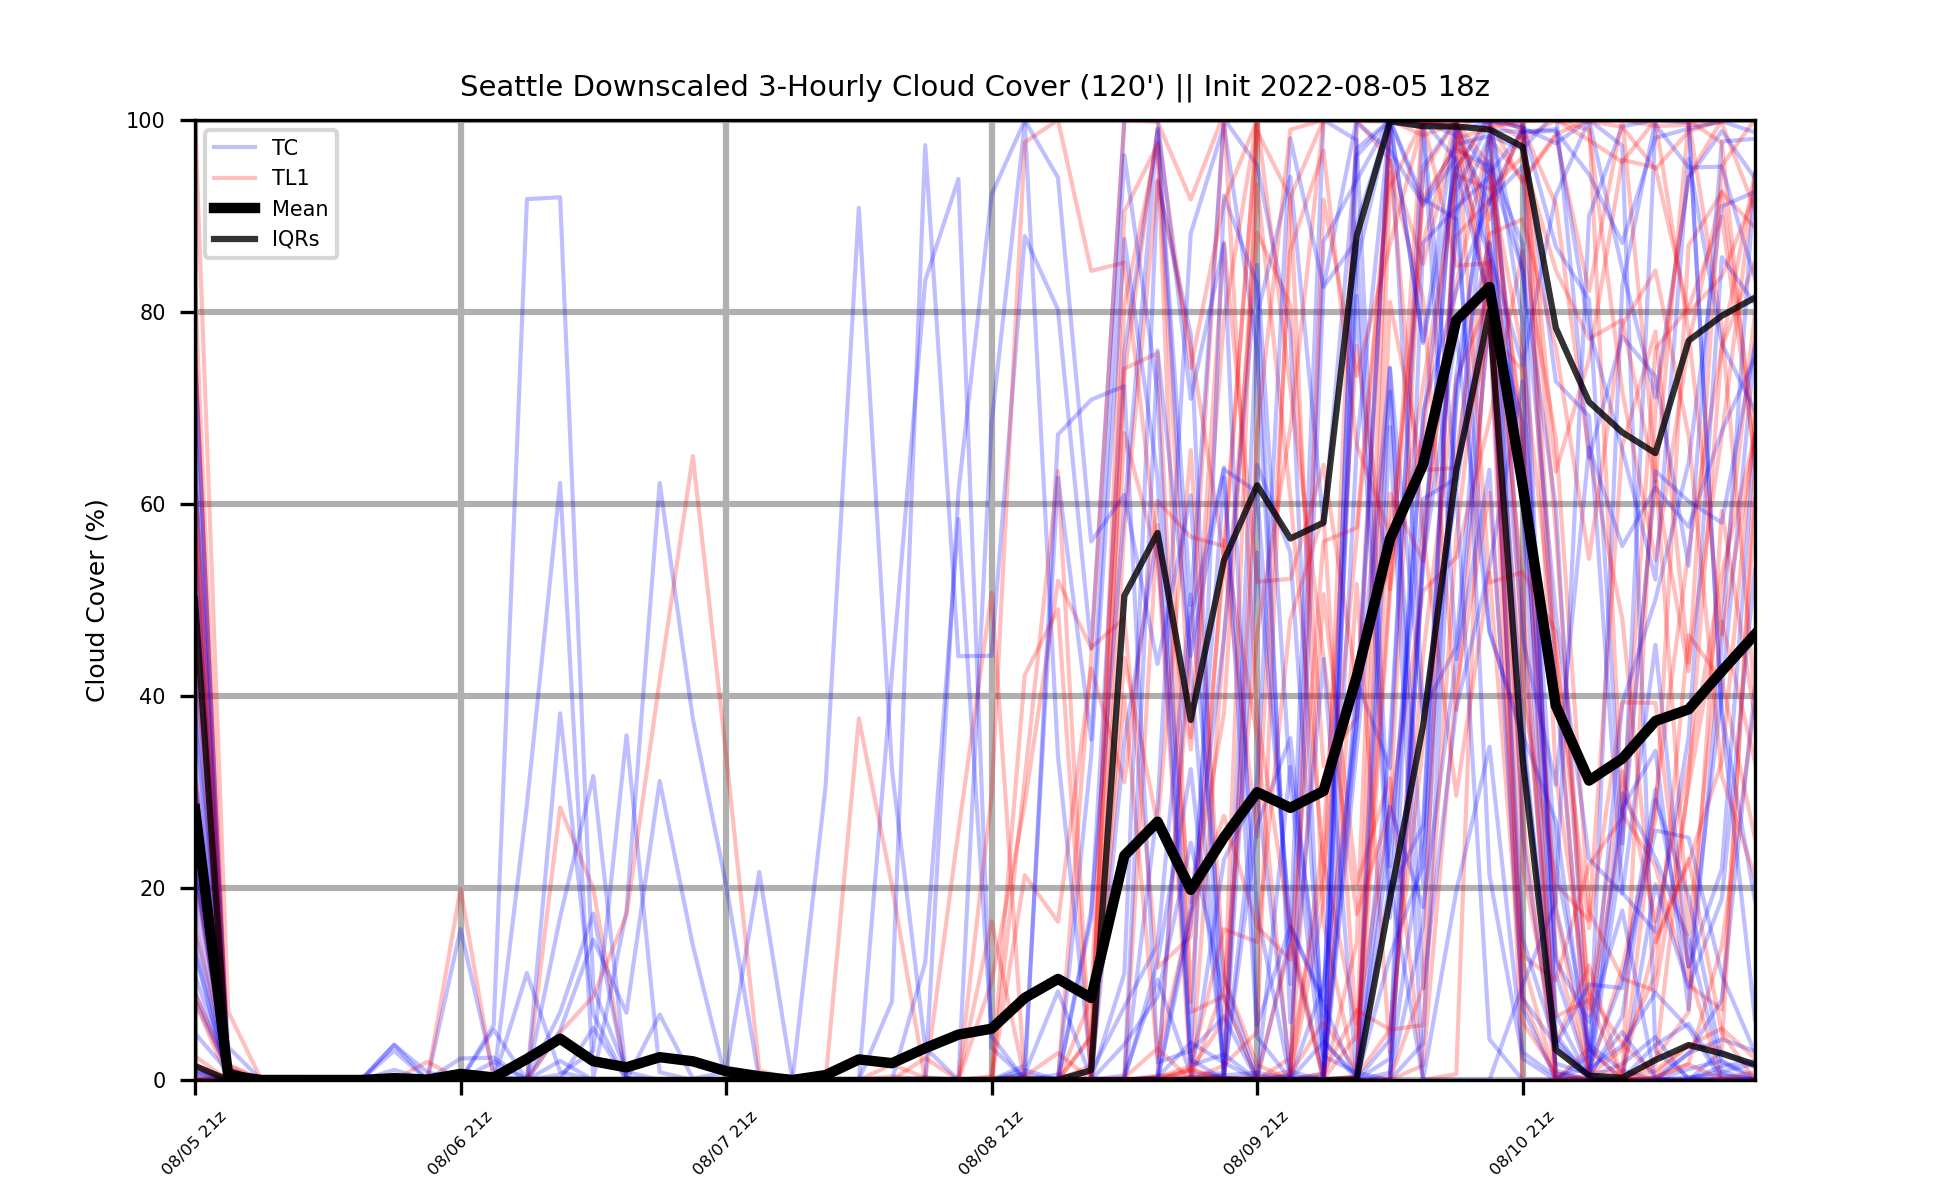 Seattle Downscaled 3-Hourly Cloud Cover (120') || Init 2022-08-05 18z
TC
TL1
Mean
IQRs
Cloud Cover (%)
100
80
60
40
20
0
08/05 21z
08/06 21z
08/07 21z
08/08 21z
08/09 21z
08/10 21z